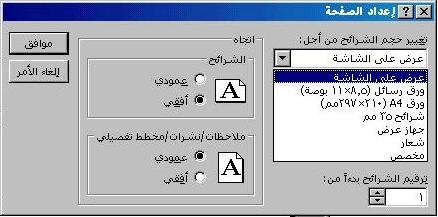 إعداد الصفحة
تغيير حجم الشرائح من أجل:
عرض على الشاشة
عرض على الشاشة
ورق رسائل (٨,٥×١١ بوصة)
ورق A4 (٢١٠×٢٩٧مم)
شرائح ٣٥ مم
جهاز عرض
شعار
مخصص
ترقيم الشرائح بدءاً من:
١
اتجاه
الشرائح
عمودي
أفقي
A
ملاحظات/نشرات/مخطط تفصيلي
عمودي
أفقي
A
موافق
إلغاء الأمر